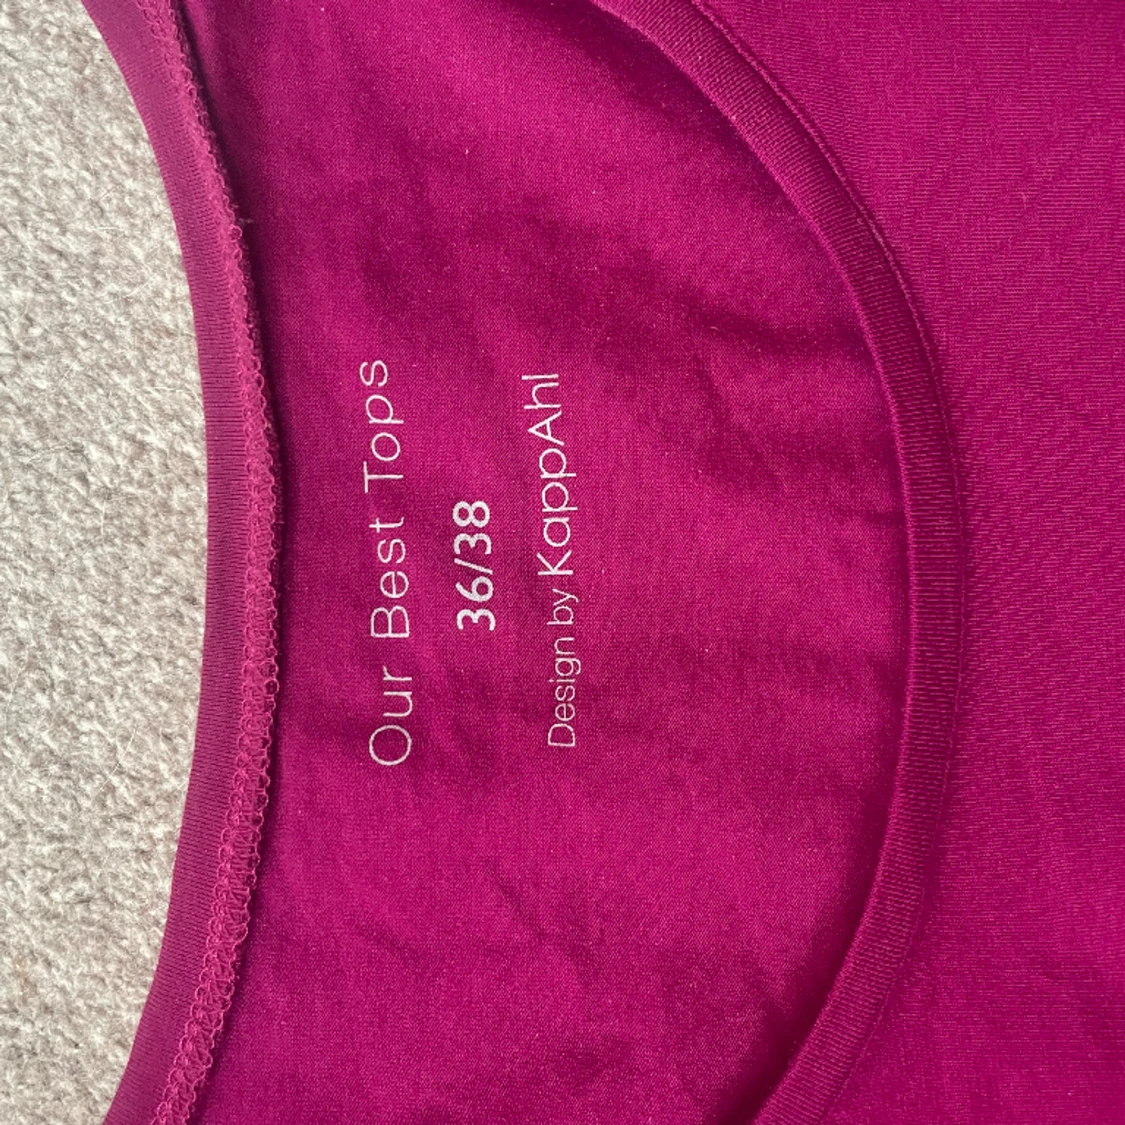 Our Best Tops
36/38
Design by KappAhl